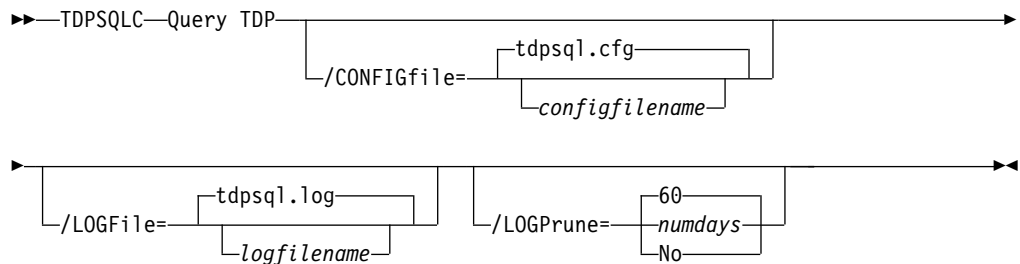 TDPSQLC Query TDP
tdpsql.cfg
/CONFIGfile=
configfilename
tdpsql.log
/LOGFile=
logfilename
60
/LOGPrune=
numdays
No